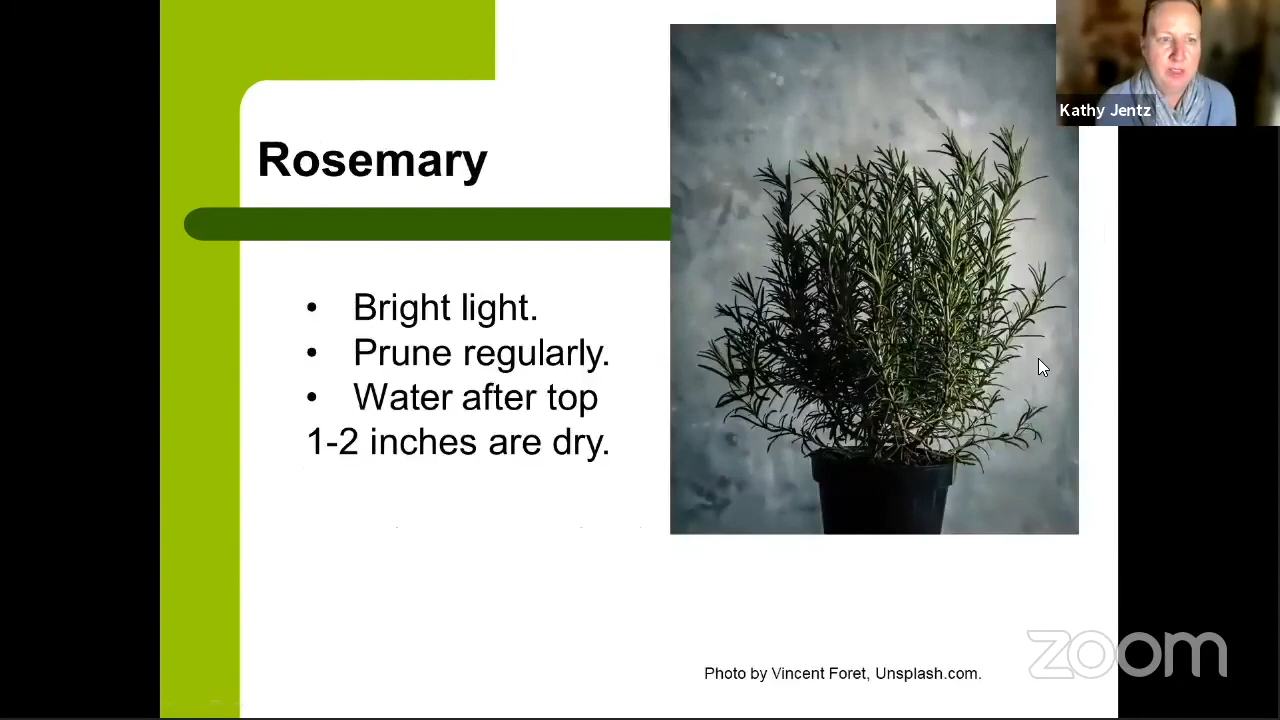 Kathy Jentz
Rosemary
• Bright light.
• Prune regularly.
• Water after top
1-2 inches are dry.
Photo by Vincent Foret, Unsplash.com.
zoom